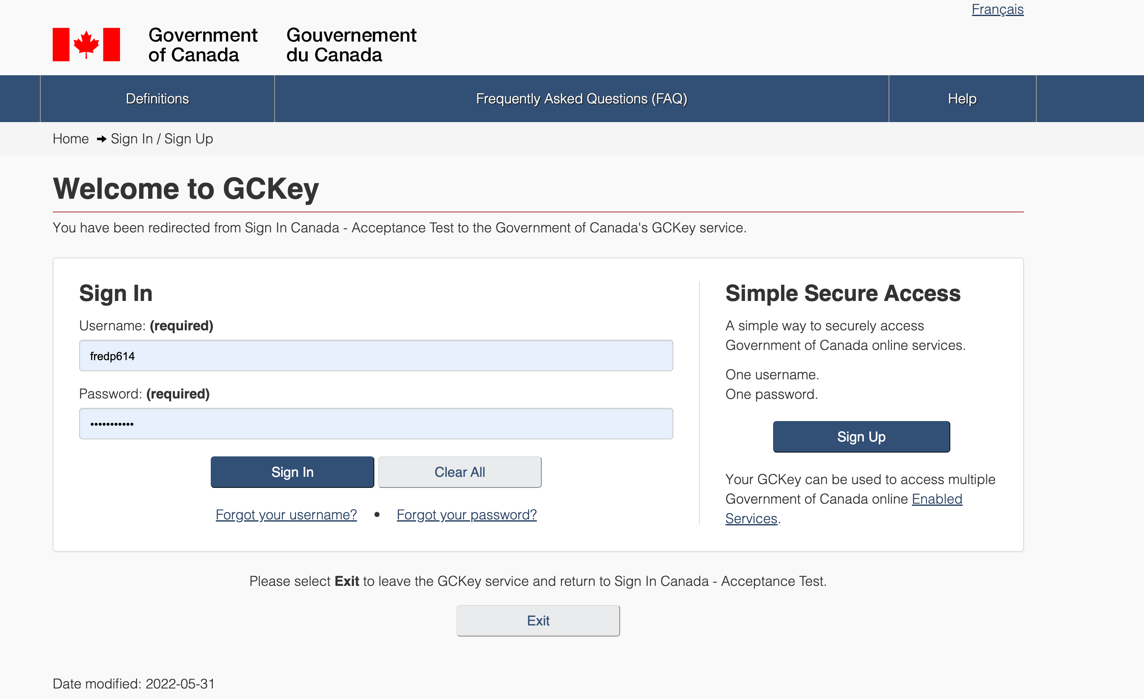 Français
Government of Canada
Gouvernement du Canada
Definitions
Frequently Asked Questions (FAQ)
Help
Home ➔ Sign In / Sign Up
Welcome to GCKey
You have been redirected from Sign In Canada - Acceptance Test to the Government of Canada's GCKey service.
Sign In
Username: (required)
fredp614
Password: (required)
•••••••••••
Sign In
Clear All
Forgot your username? • Forgot your password?
Simple Secure Access
A simple way to securely access
Government of Canada online services.
One username.
One password.
Sign Up
Your GCKey can be used to access multiple
Government of Canada online Enabled
Services.
Please select Exit to leave the GCKey service and return to Sign In Canada - Acceptance Test.
Exit
Date modified: 2022-05-31